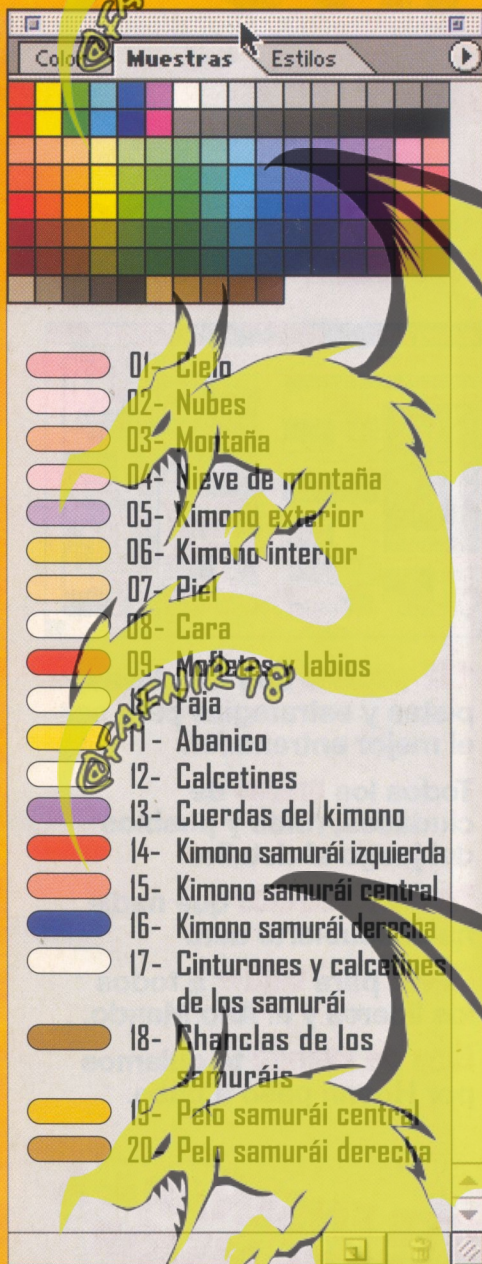 @FA
Color
Muestras
Estilos
01- Cielo
02- Nubes
03- Montaña
04- Nieve de montaña
05- Kimono exterior
06- Kimono interior
07- Piel
08- Cara
09- Mofletes y labios
Faja
@FAFNIR98
11- Abanico
12- Calcetines
13- Cuerdas del kimono
14- Kimono samurái izquierda
15- Kimono samurái central
16- Kimono samurái derecha
17- Cinturones y calcetines
de los samurái
18- Chanclas de los
samuráis
19- Pelo samurái central
20- Pelo samurái derecha